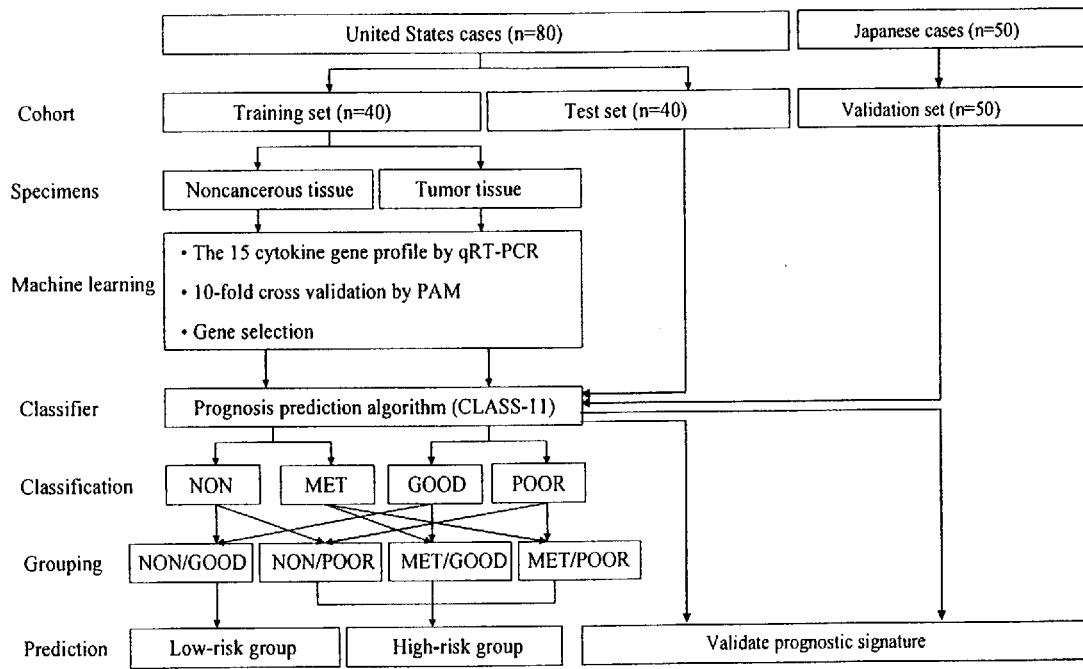 United States cases (n=80)
Japanese cases (n=50)
Cohort
Training set (n=40)
Test set (n=40)
Validation set (n=50)
Specimens
Noncancerous tissue
Tumor tissue
Machine learning
• The 15 cytokine gene profile by qRT-PCR
• 10-fold cross validation by PAM
• Gene selection
Classifier
Prognosis prediction algorithm (CLASS-11)
Classification
NON
MET
GOOD
POOR
Grouping
NON/GOOD
NON/POOR
MET/GOOD
MET/POOR
Prediction
Low-risk group
High-risk group
Validate prognostic signature